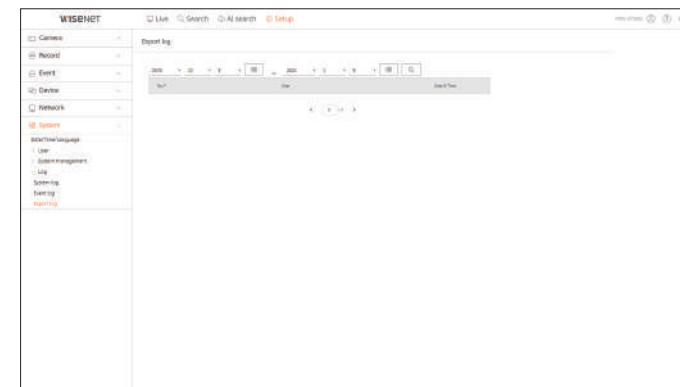 WISENET
Live Search AI search Setup
Camera
Export log
Record
Event
Device
No.
User
Date & Time
Network
System
Date/Time/Language
User
System management
Log
System log
Event log
Export log